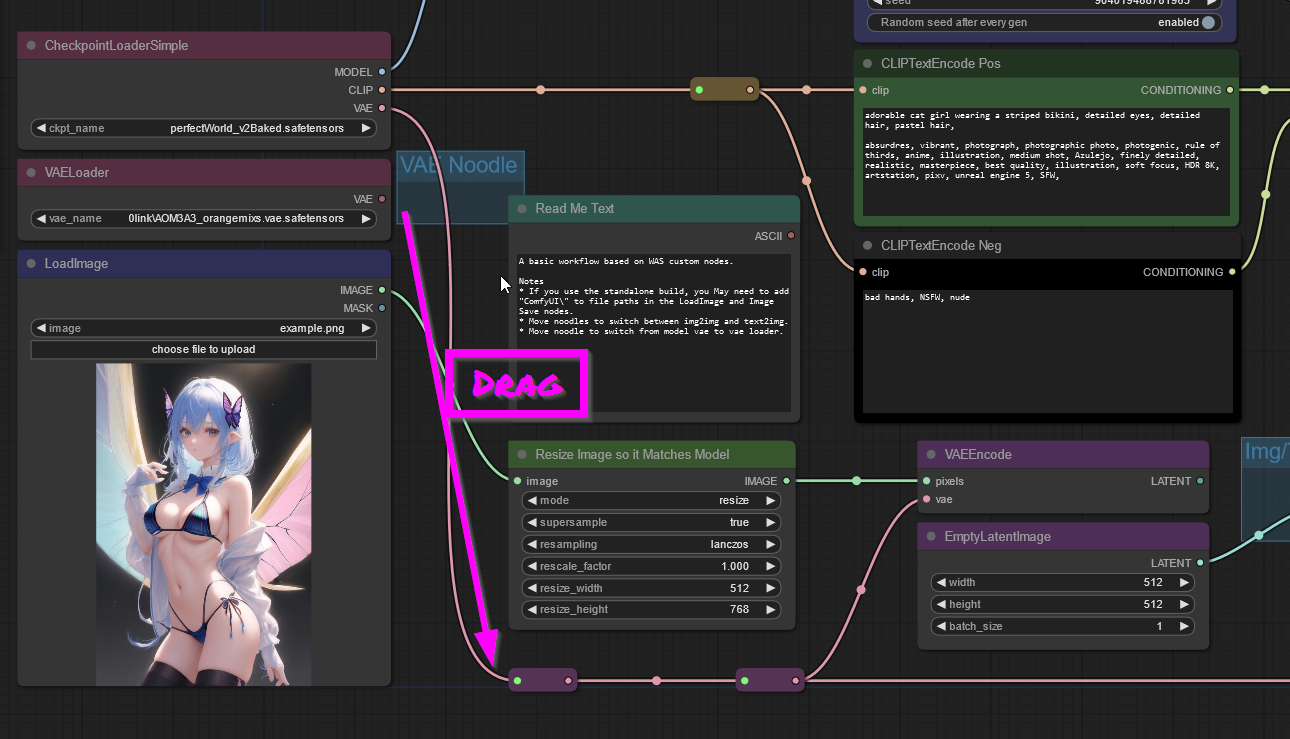 seed
904019488781965
Random seed after every gen
enabled
CheckpointLoaderSimple
MODEL
CLIP
VAE
ckpt_name
perfectWorld_v2Baked.safetensors
VAELoader
VAE
vae_name
0link\AOM3A3_orangemixs.vae.safetensors
LoadImage
IMAGE
MASK
image
example.png
choose file to upload
VAE Noodle
Read Me Text
ASCII
A basic workflow based on WAS custom nodes.
Notes
* If you use the standalone build, you May need to add
"ComfyUI\" to file paths in the LoadImage and Image
Save nodes.
* Move noodles to switch between img2img and text2img.
* Move noodle to switch from model vae to vae loader.
DRAG
Resize Image so it Matches Model
image
IMAGE
mode
resize
supersample
true
resampling
lanczos
rescale_factor
1.000
resize_width
512
resize_height
768
CLIPTextEncode Pos
clip
CONDITIONING
adorable cat girl wearing a striped bikini, detailed eyes, detailed
hair, pastel hair,
absurdres, vibrant, photograph, photographic photo, photogenic, rule of
thirds, anime, illustration, medium shot, Azulejo, finely detailed,
realistic, masterpiece, best quality, illustration, soft focus, HDR 8K,
artstation, pixv, unreal engine 5, SFW,
CLIPTextEncode Neg
clip
CONDITIONING
bad hands, NSFW, nude
VAEEncode
pixels
LATENT
vae
EmptyLatentImage
LATENT
width
512
height
512
batch_size
1
Img/